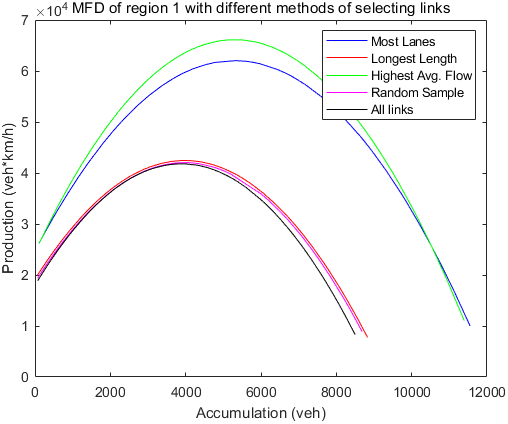 ×10⁴ MFD of region 1 with different methods of selecting links
Most Lanes
Longest Length
Highest Avg. Flow
Random Sample
All links
Production (veh*km/h)
7
6
5
4
3
2
1
0
0 2000 4000 6000 8000 10000 12000
Accumulation (veh)